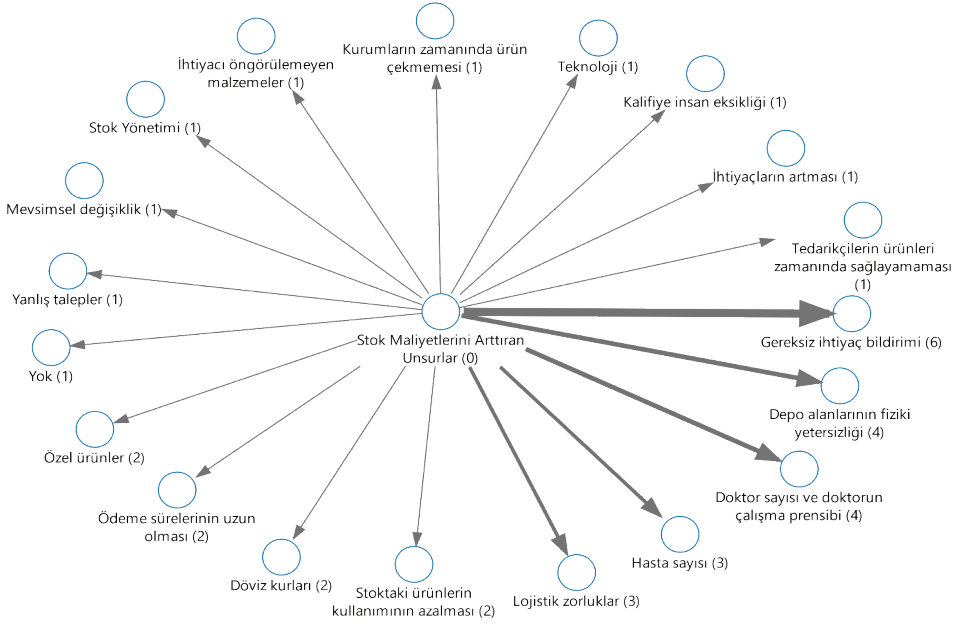 Kurumların zamanında ürün
çekmemesi (1)
İhtiyacı öngörülemeyen
malzemeler (1)
Teknoloji (1)
Kalifiye insan eksikliği (1)
Stok Yönetimi (1)
İhtiyaçların artması (1)
Mevsimsel değişiklik (1)
Tedarikçilerin ürünleri
zamanında sağlayamaması
(1)
Yanlış talepler (1)
Stok Maliyetlerini Arttıran
Unsurlar (0)
Gereksiz ihtiyaç bildirimi (6)
Yok (1)
Depo alanlarının fiziki
yetersizliği (4)
Özel ürünler (2)
Doktor sayısı ve doktorun
çalışma prensibi (4)
Ödeme sürelerinin uzun
olması (2)
Hasta sayısı (3)
Döviz kurları (2)
Stoktaki ürünlerin
kullanımının azalması (2)
Lojistik zorluklar (3)